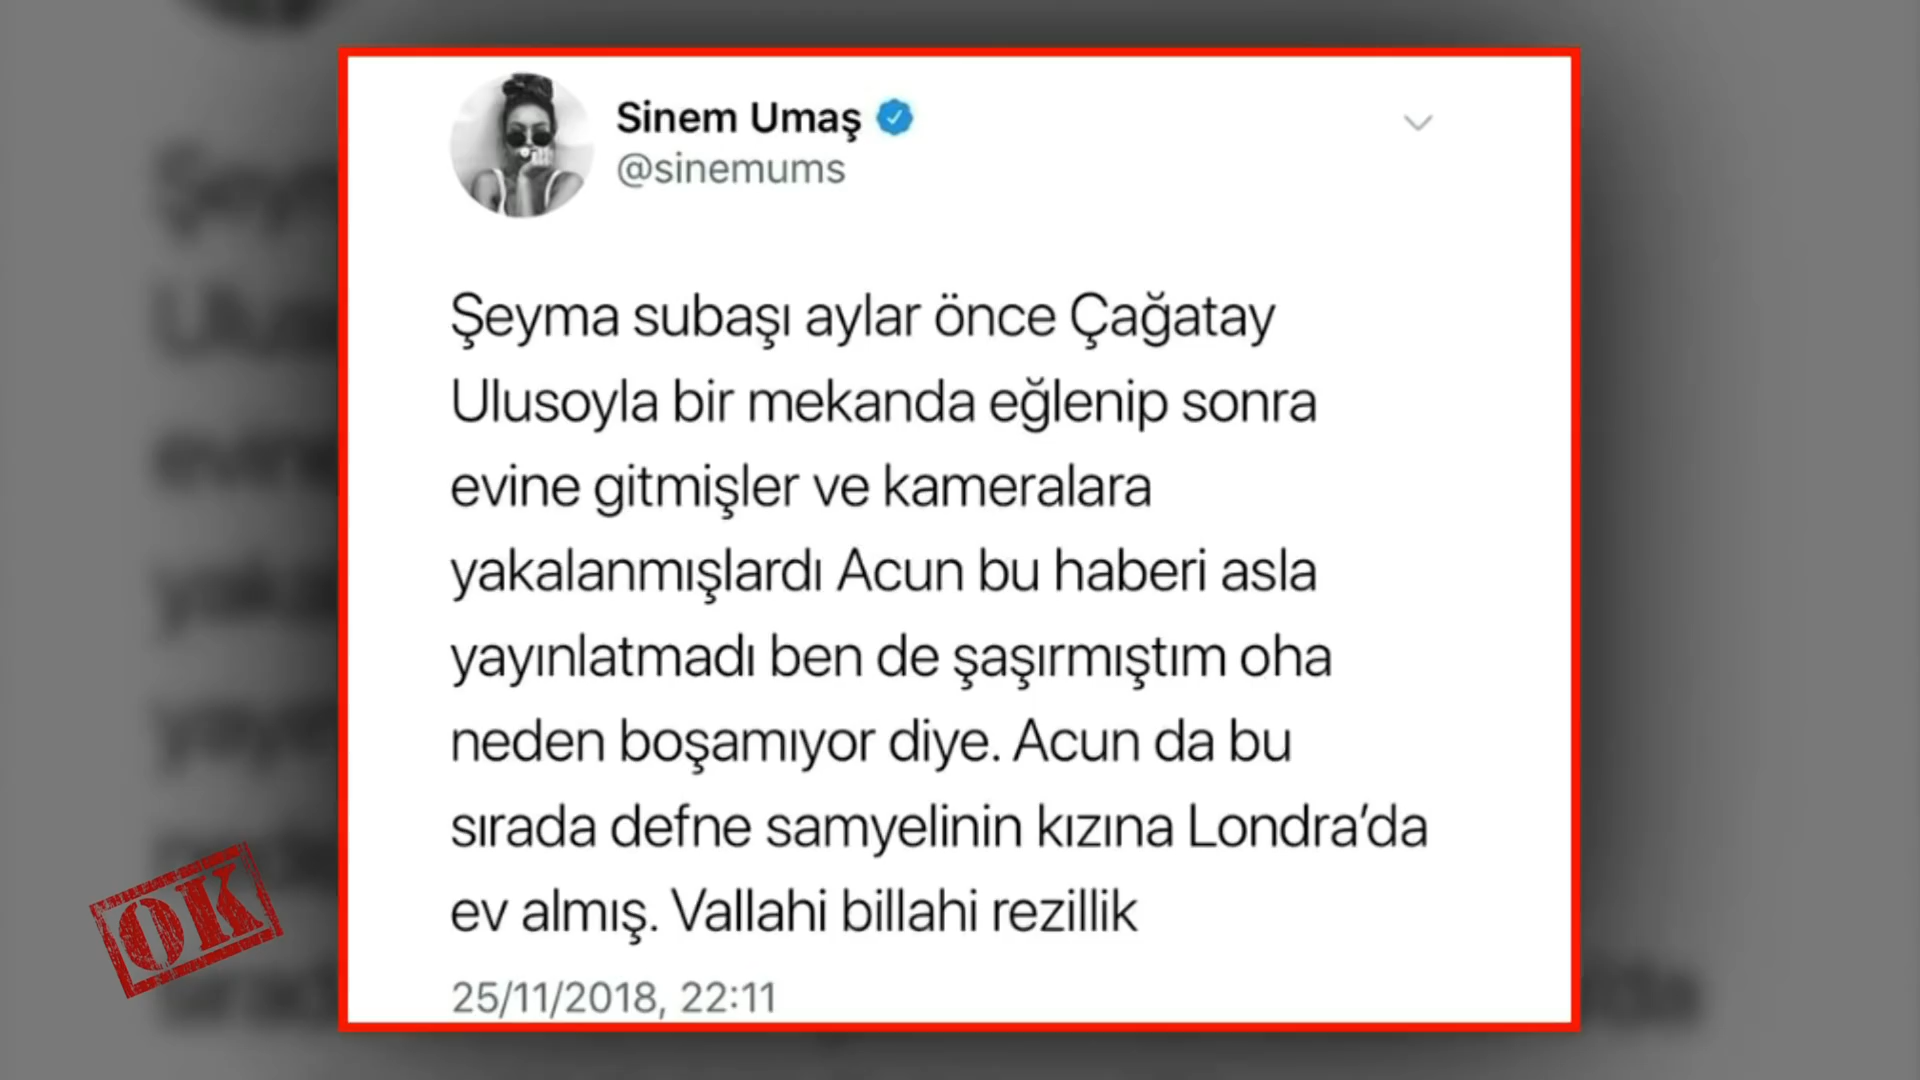 Sinem Umaş
@sinemums
Şeyma subaşı aylar önce Çağatay
Ulusoyla bir mekanda eğlenip sonra
evine gitmişler ve kameralara
yakalanmışlardı Acun bu haberi asla
yayınlatmadı ben de şaşırmıştım oha
neden boşamıyor diye. Acun da bu
sırada defne samyelinin kızına Londra’da
ev almış. Vallahi billahi rezillik
25/11/2018, 22:11
OK